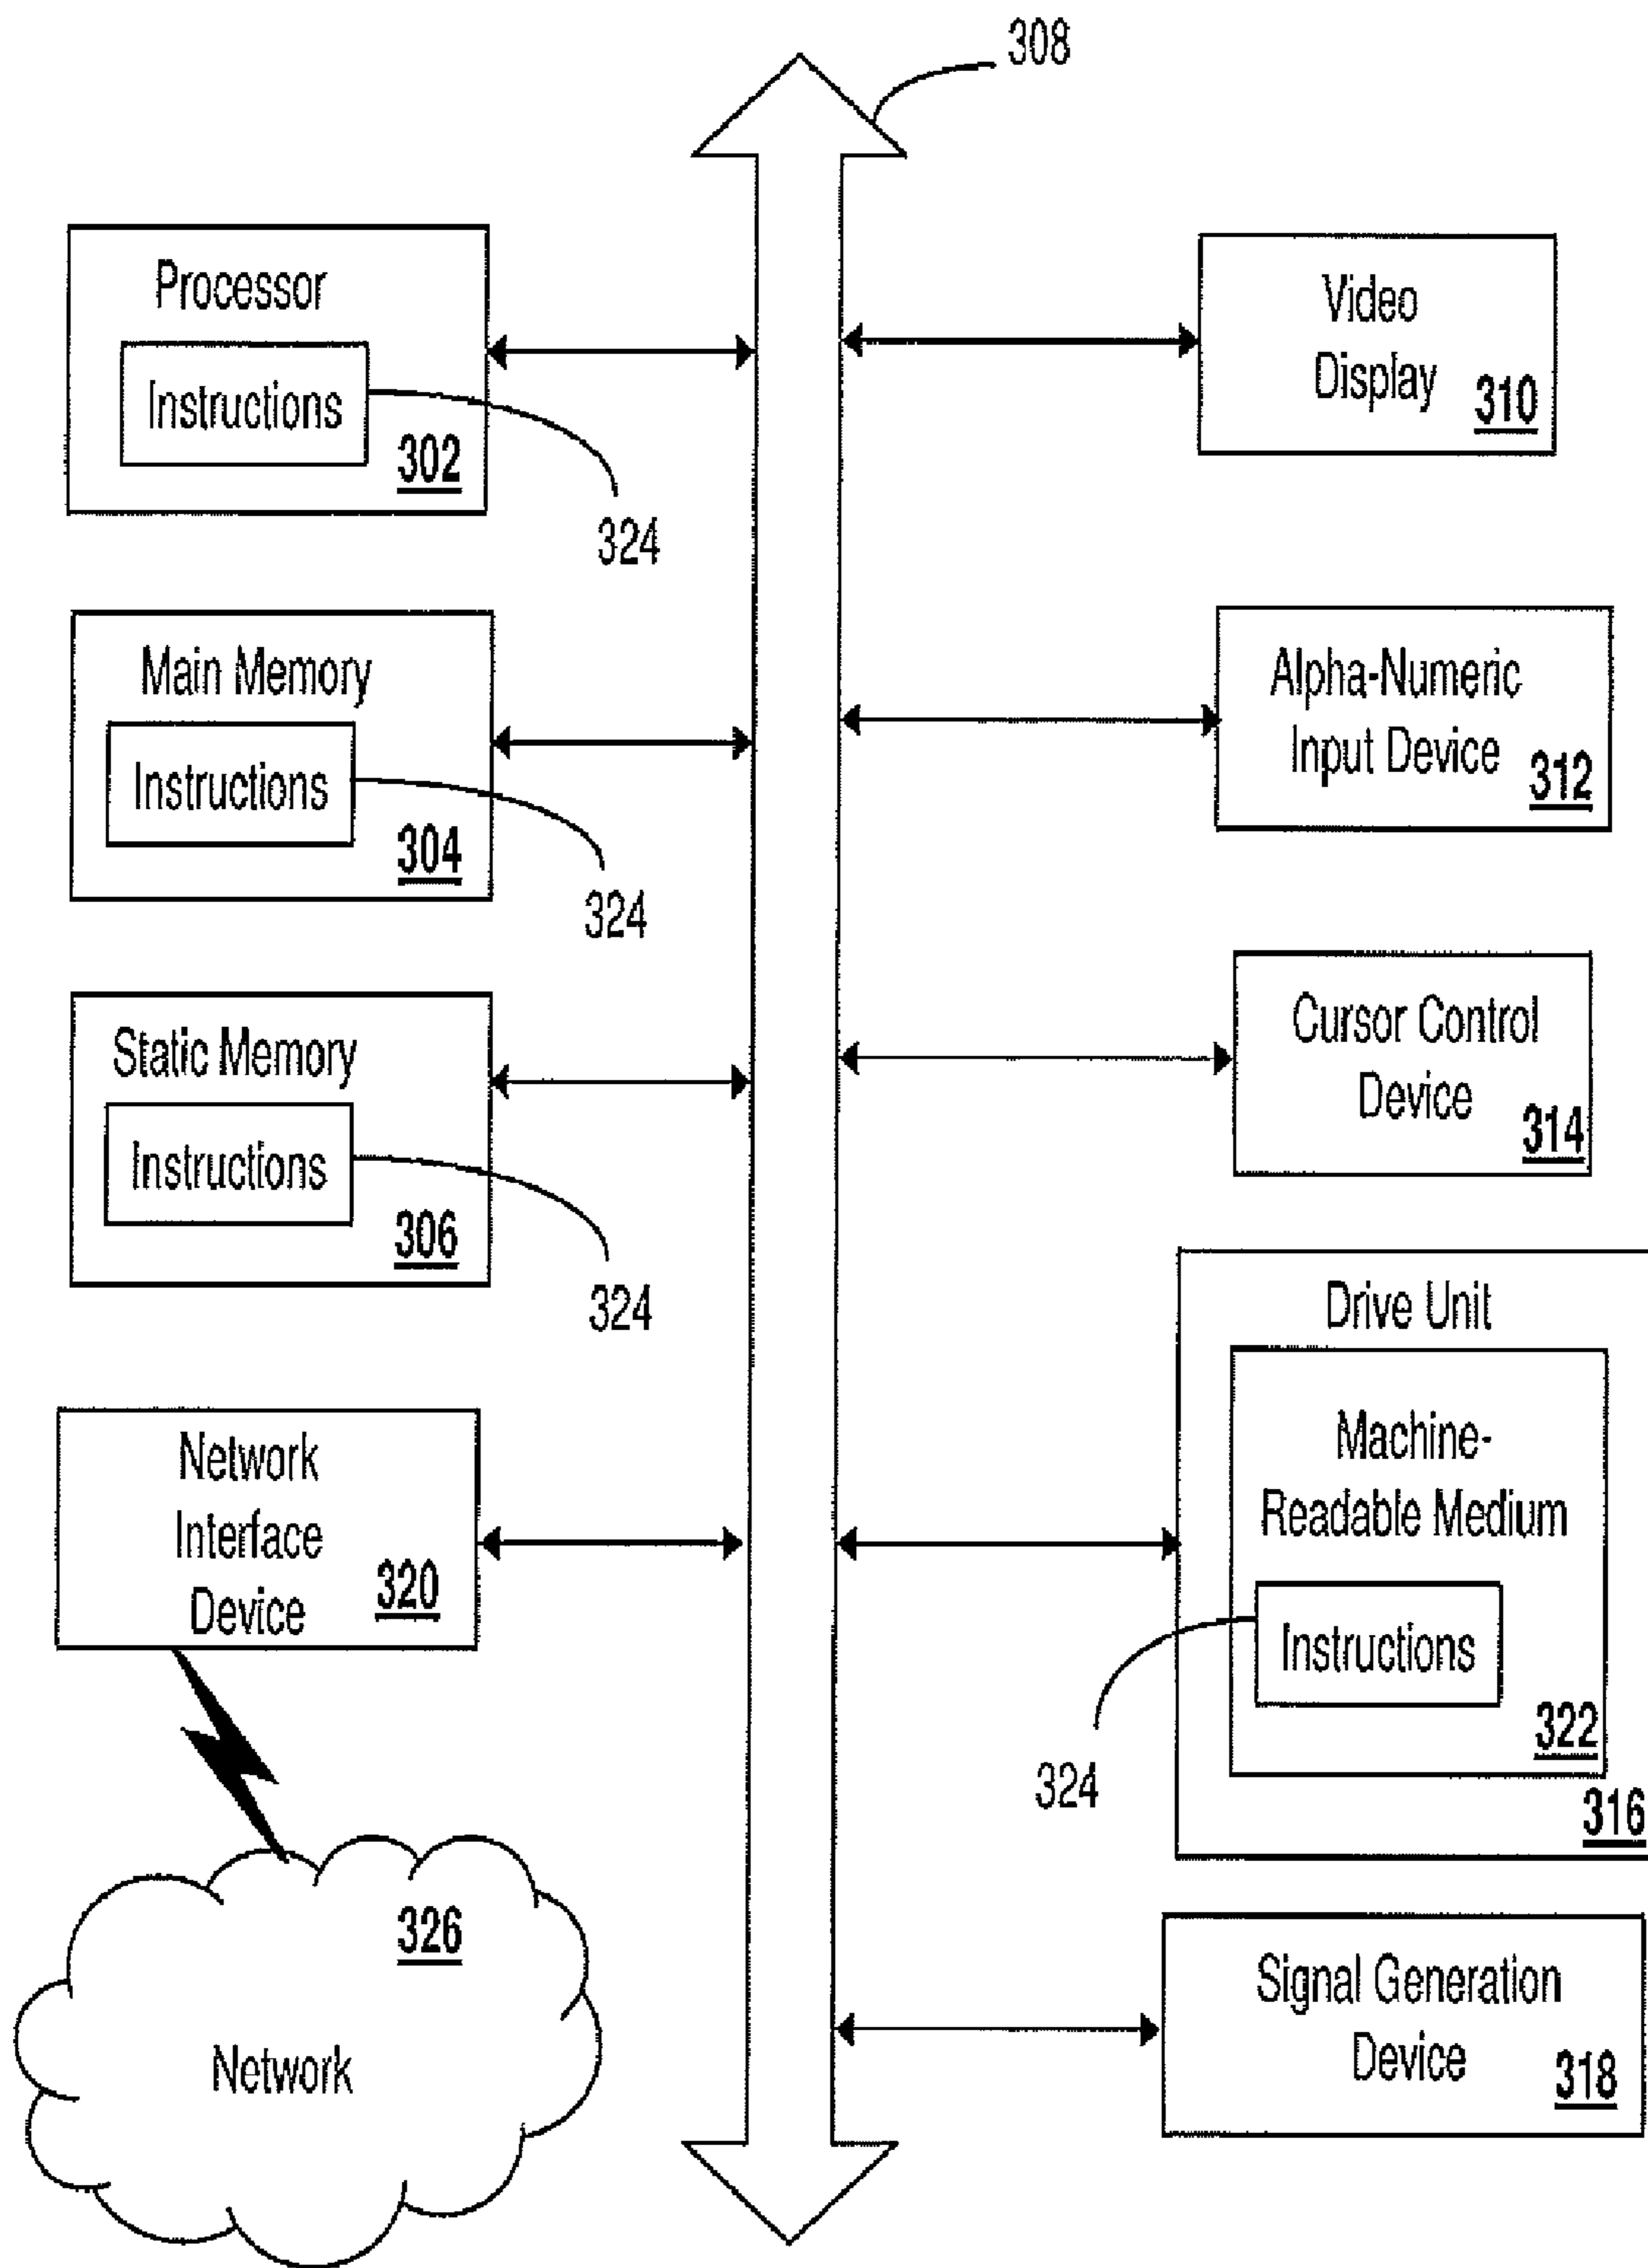 308
Processor
Instructions
302
324
Main Memory
Instructions
304
324
Static Memory
Instructions
306
324
Network
Interface
Device
320
326
Network
Video
Display
310
Alpha-Numeric
Input Device
312
Cursor Control
Device
314
Drive Unit
Machine-
Readable Medium
Instructions
322
324
316
Signal Generation
Device
318